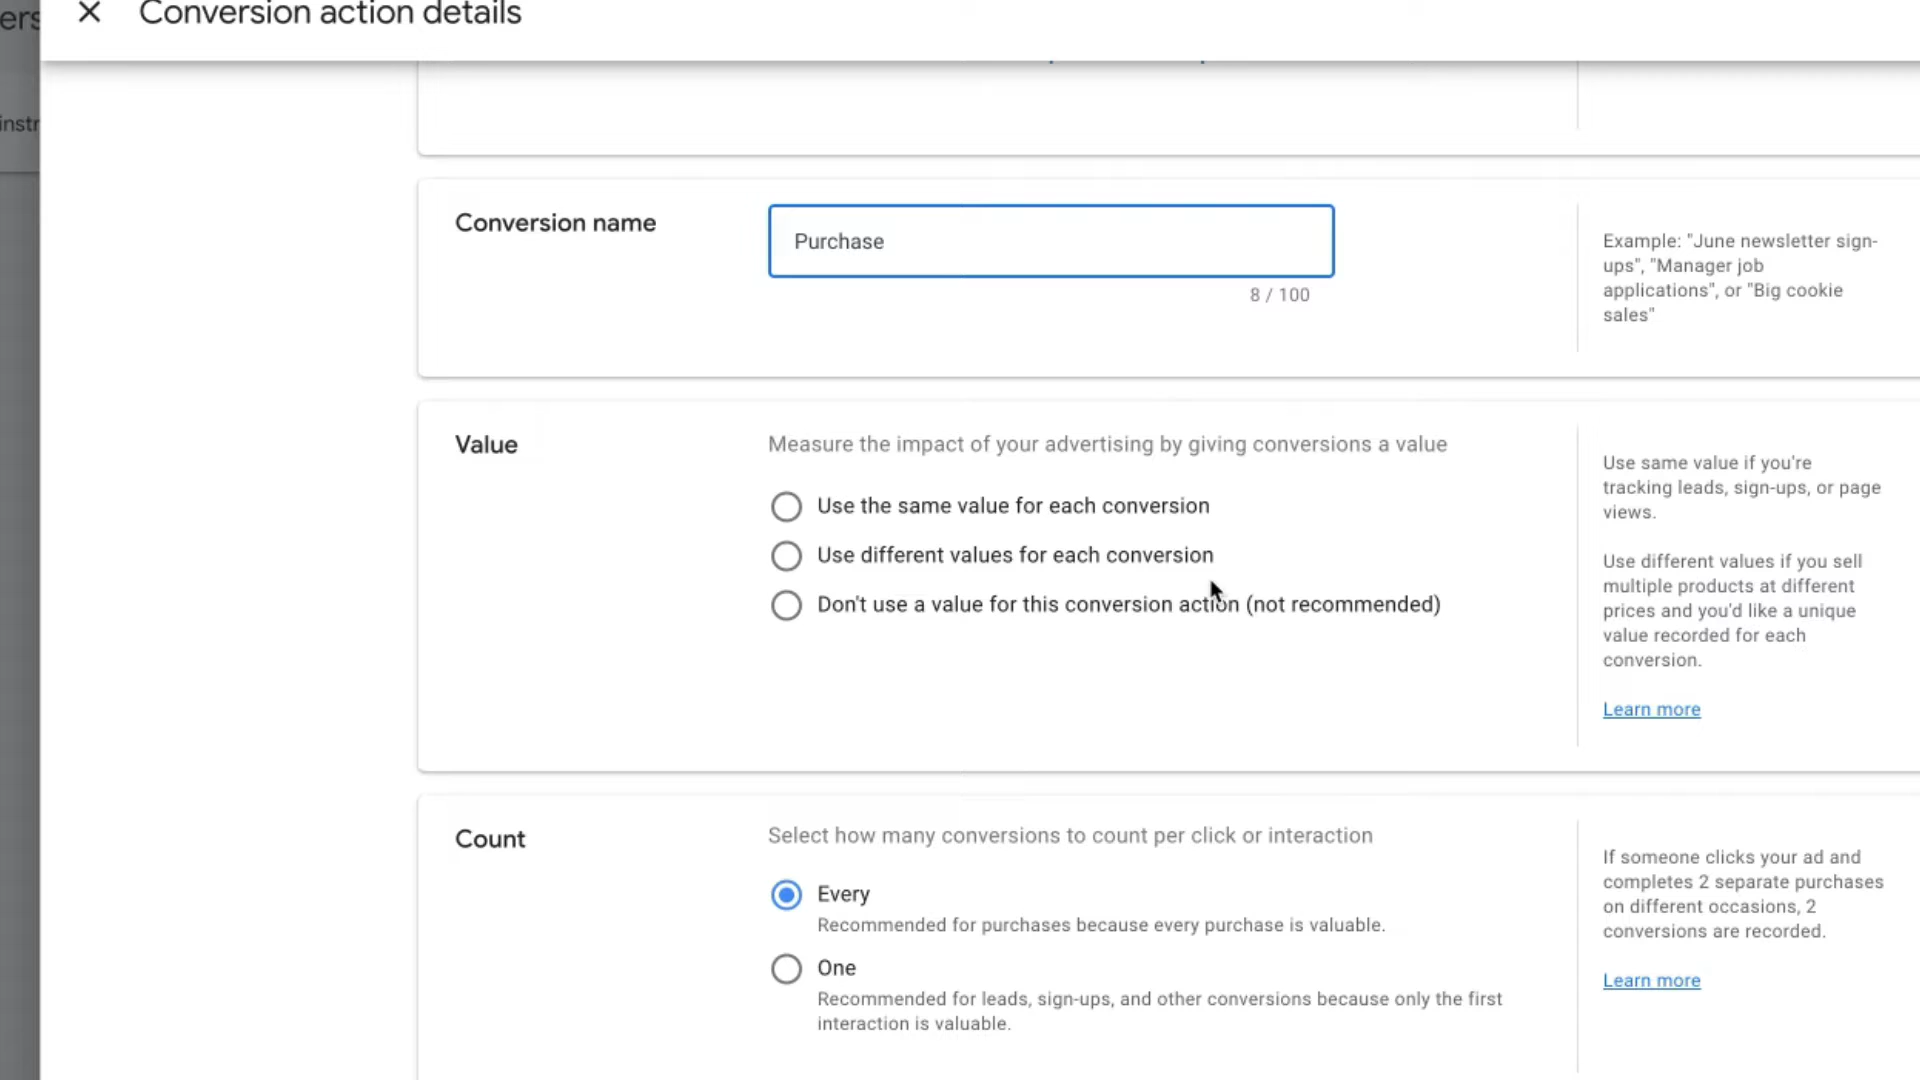 ers
Conversion action details
instr
Conversion name
Purchase
8 / 100
Example: "June newsletter sign-
ups", "Manager job
applications", or "Big cookie
sales"
Value
Measure the impact of your advertising by giving conversions a value
Use the same value for each conversion
Use different values for each conversion
Don't use a value for this conversion action (not recommended)
Use same value if you're
tracking leads, sign-ups, or page
views.
Use different values if you sell
multiple products at different
prices and you'd like a unique
value recorded for each
conversion.
Learn more
Count
Select how many conversions to count per click or interaction
Every
Recommended for purchases because every purchase is valuable.
One
Recommended for leads, sign-ups, and other conversions because only the first
interaction is valuable.
If someone clicks your ad and
completes 2 separate purchases
on different occasions, 2
conversions are recorded.
Learn more